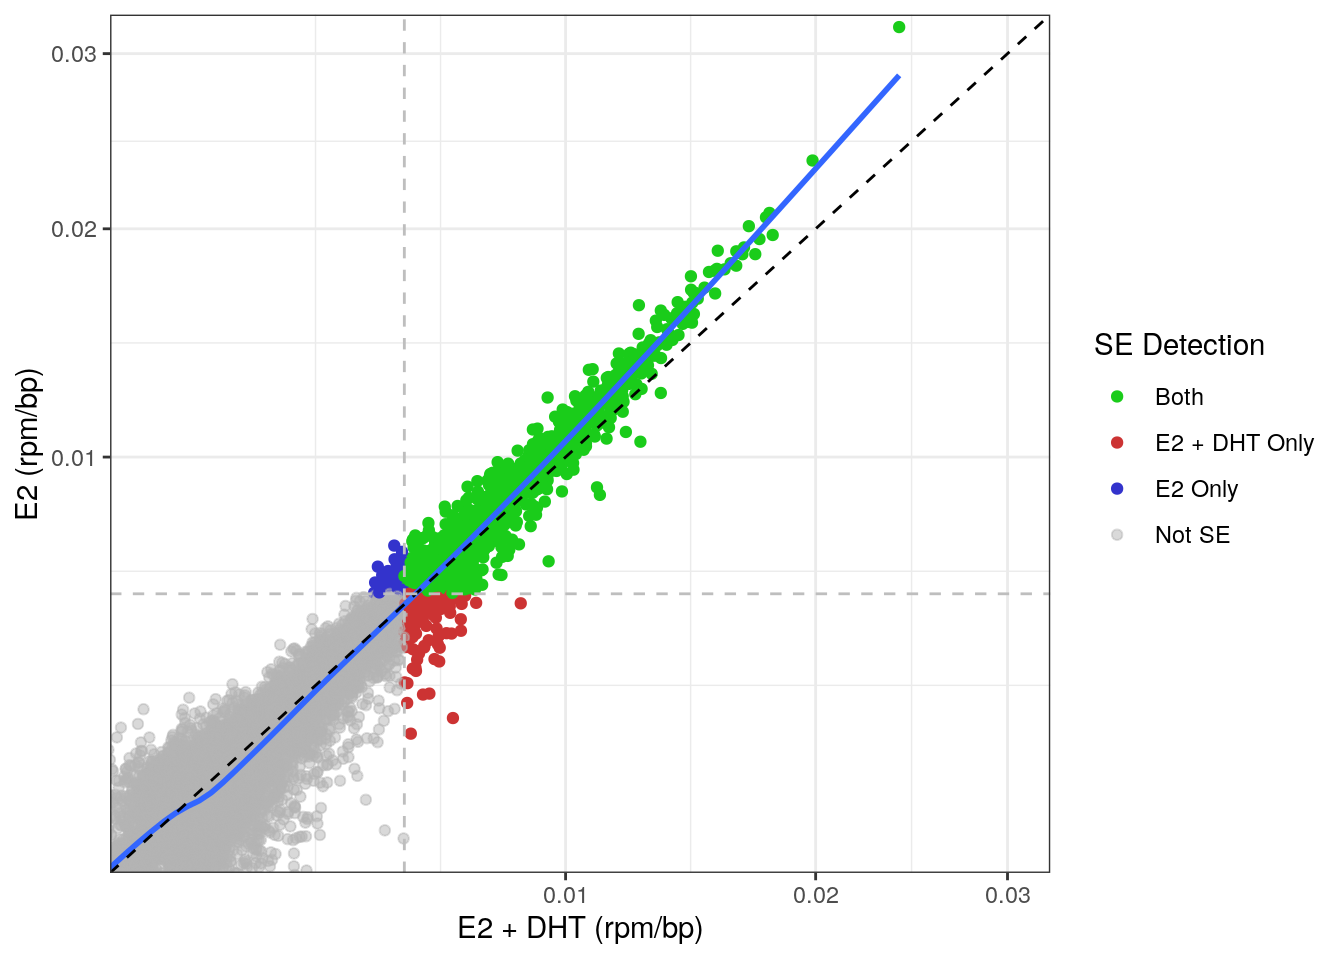 0.03
0.02
0.01
E2 (rpm/bp)
0.01
0.02
0.03
E2 + DHT (rpm/bp)
SE Detection
Both
E2 + DHT Only
E2 Only
Not SE